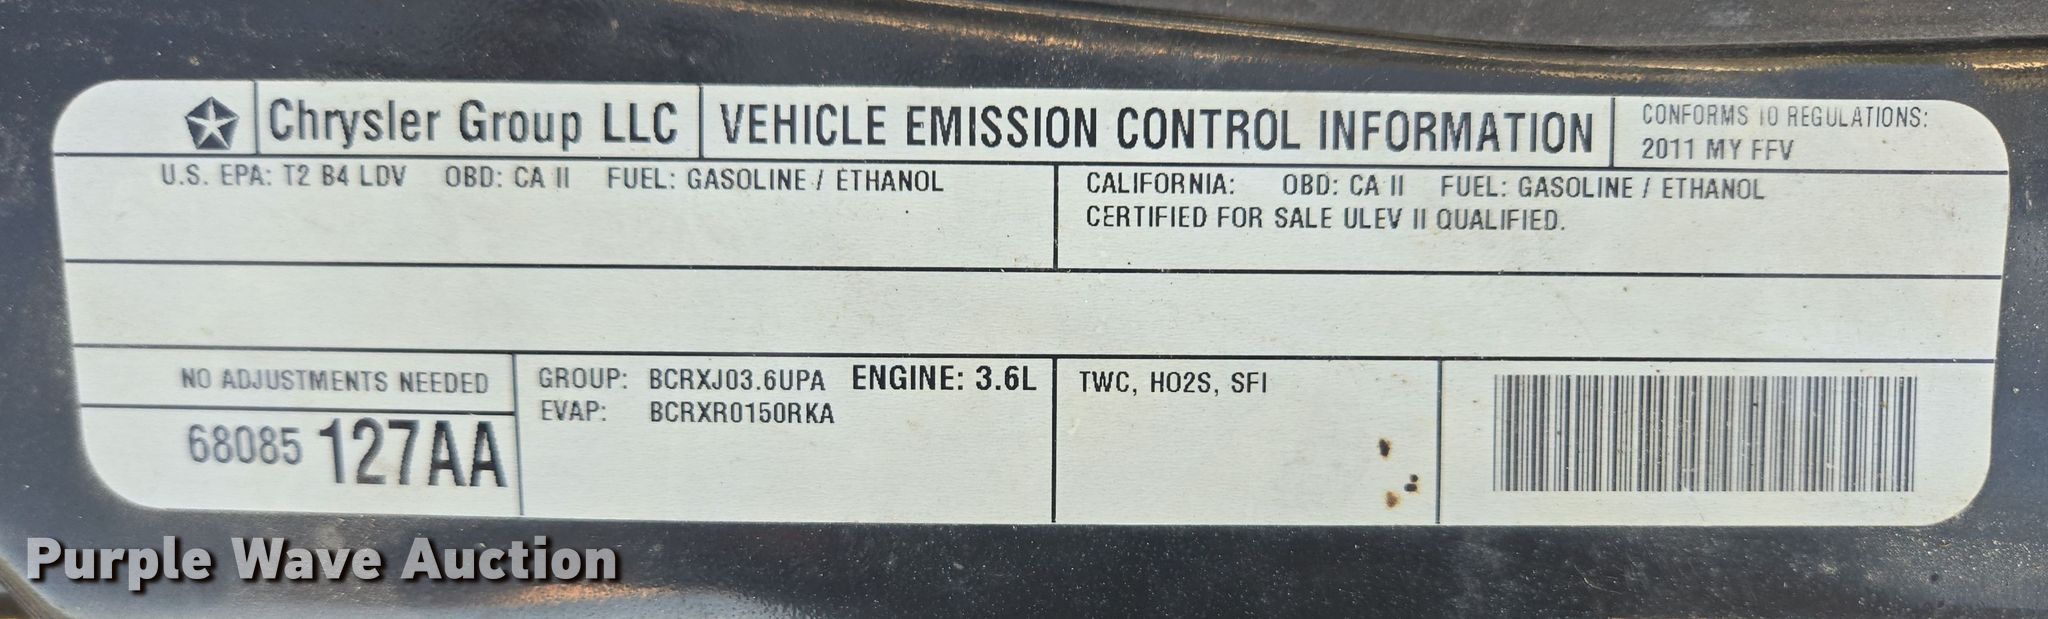 Chrysler Group LLC
VEHICLE EMISSION CONTROL INFORMATION
CONFORMS TO REGULATIONS:
2011 MY FFV
U.S. EPA: T2 B4 LDV OBD: CA II FUEL: GASOLINE / ETHANOL
CALIFORNIA: OBD: CA II FUEL: GASOLINE / ETHANOL
CERTIFIED FOR SALE ULEV II QUALIFIED.
NO ADJUSTMENTS NEEDED
68085 127AA
GROUP: BCRXJ03.6UPA ENGINE: 3.6L
EVAP: BCRXR0150RKA
TWC, HO2S, SFI
Purple Wave Auction